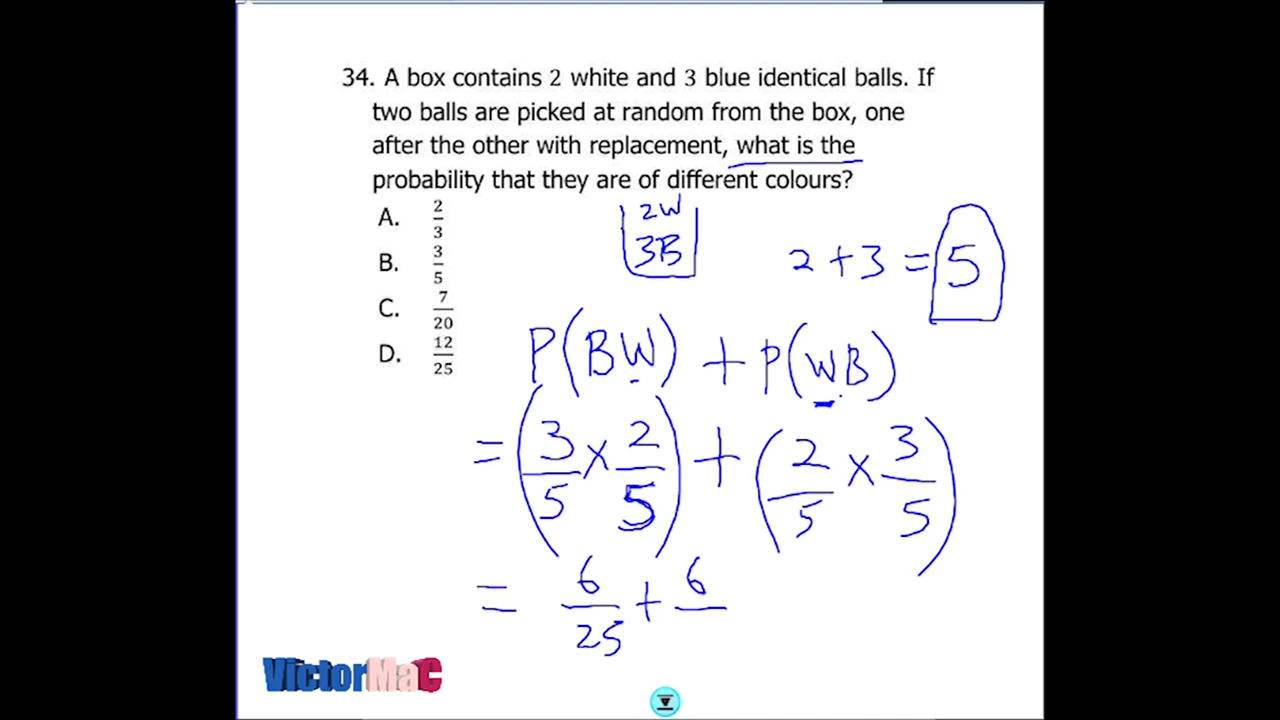 34. A box contains 2 white and 3 blue identical balls. If
two balls are picked at random from the box, one
after the other with replacement, what is the
probability that they are of different colours?
A. 2/3
B. 3/5
C. 7/20
D. 12/25
2W
3B
2 + 3 = 5
P(BW) + P(WB)
= (3/5 × 2/5) + (2/5 × 3/5)
= 6/25 + 6/
VictorMaC